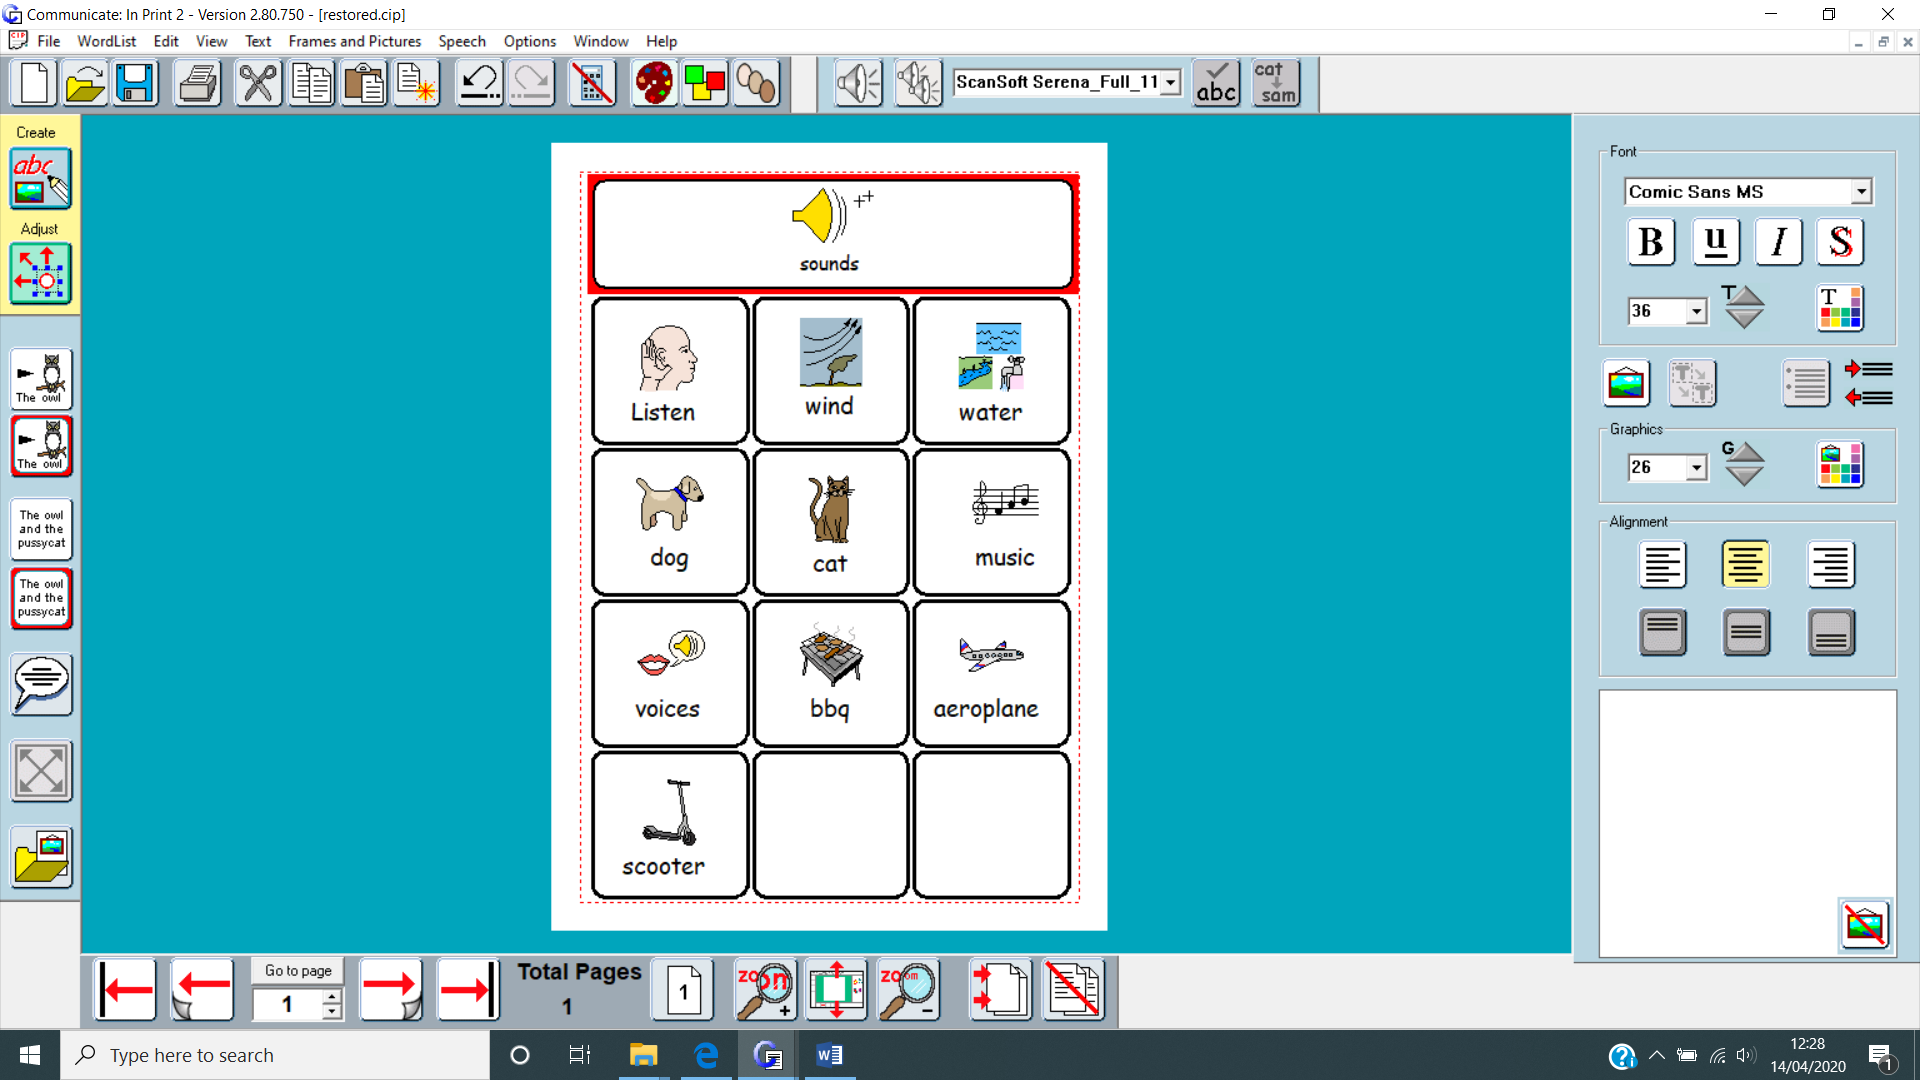 Communicate: In Print 2 - Version 2.80.750 - [restored.cip]
File WordList Edit View Text Frames and Pictures Speech Options Window Help
ScanSoft Serena_Full_11
abc
cat
sam
Create
abc
Adjust
The owl
The owl
The owl
and the
pussycat
The owl
and the
pussycat
sounds
Listen wind water
dog cat music
voices bbq aeroplane
scooter
Font
Comic Sans MS
B u I S
36
T
T
Graphics
26
G
Alignment
Go to page
1
Total Pages
1
1
zoom
zoom
Type here to search
12:28
14/04/2020
1